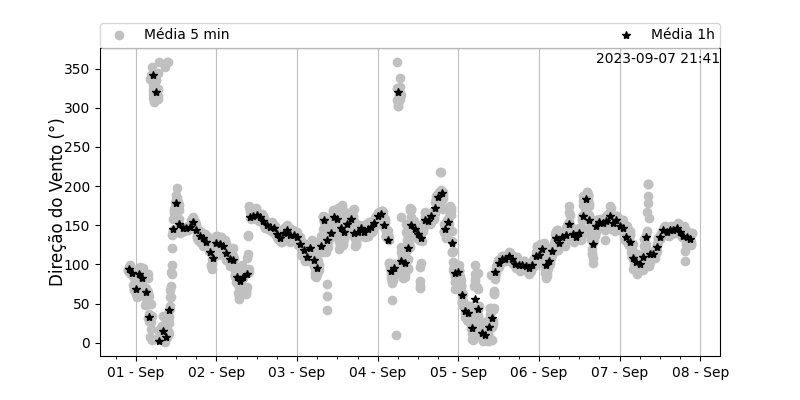 Média 5 min
Média 1h
2023-09-07 21:41
Direção do Vento (°)
350
300
250
200
150
100
50
0
01 - Sep
02 - Sep
03 - Sep
04 - Sep
05 - Sep
06 - Sep
07 - Sep
08 - Sep